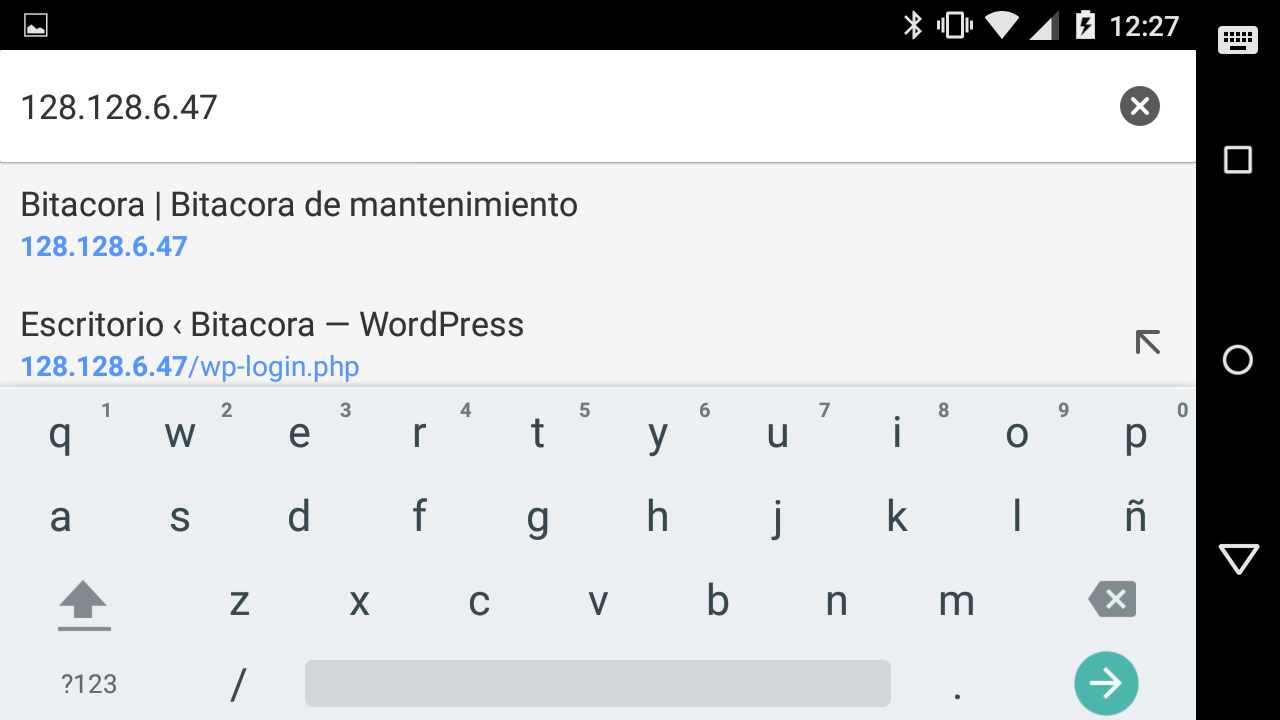 12:27
128.128.6.47
Bitacora | Bitacora de mantenimiento
128.128.6.47
Escritorio ‹ Bitacora — WordPress
128.128.6.47/wp-login.php
q 1 w 2 e 3 r 4 t 5 y 6 u 7 i 8 o 9 p 0
a s d f g h j k l ñ
z x c v b n m
?123 / .